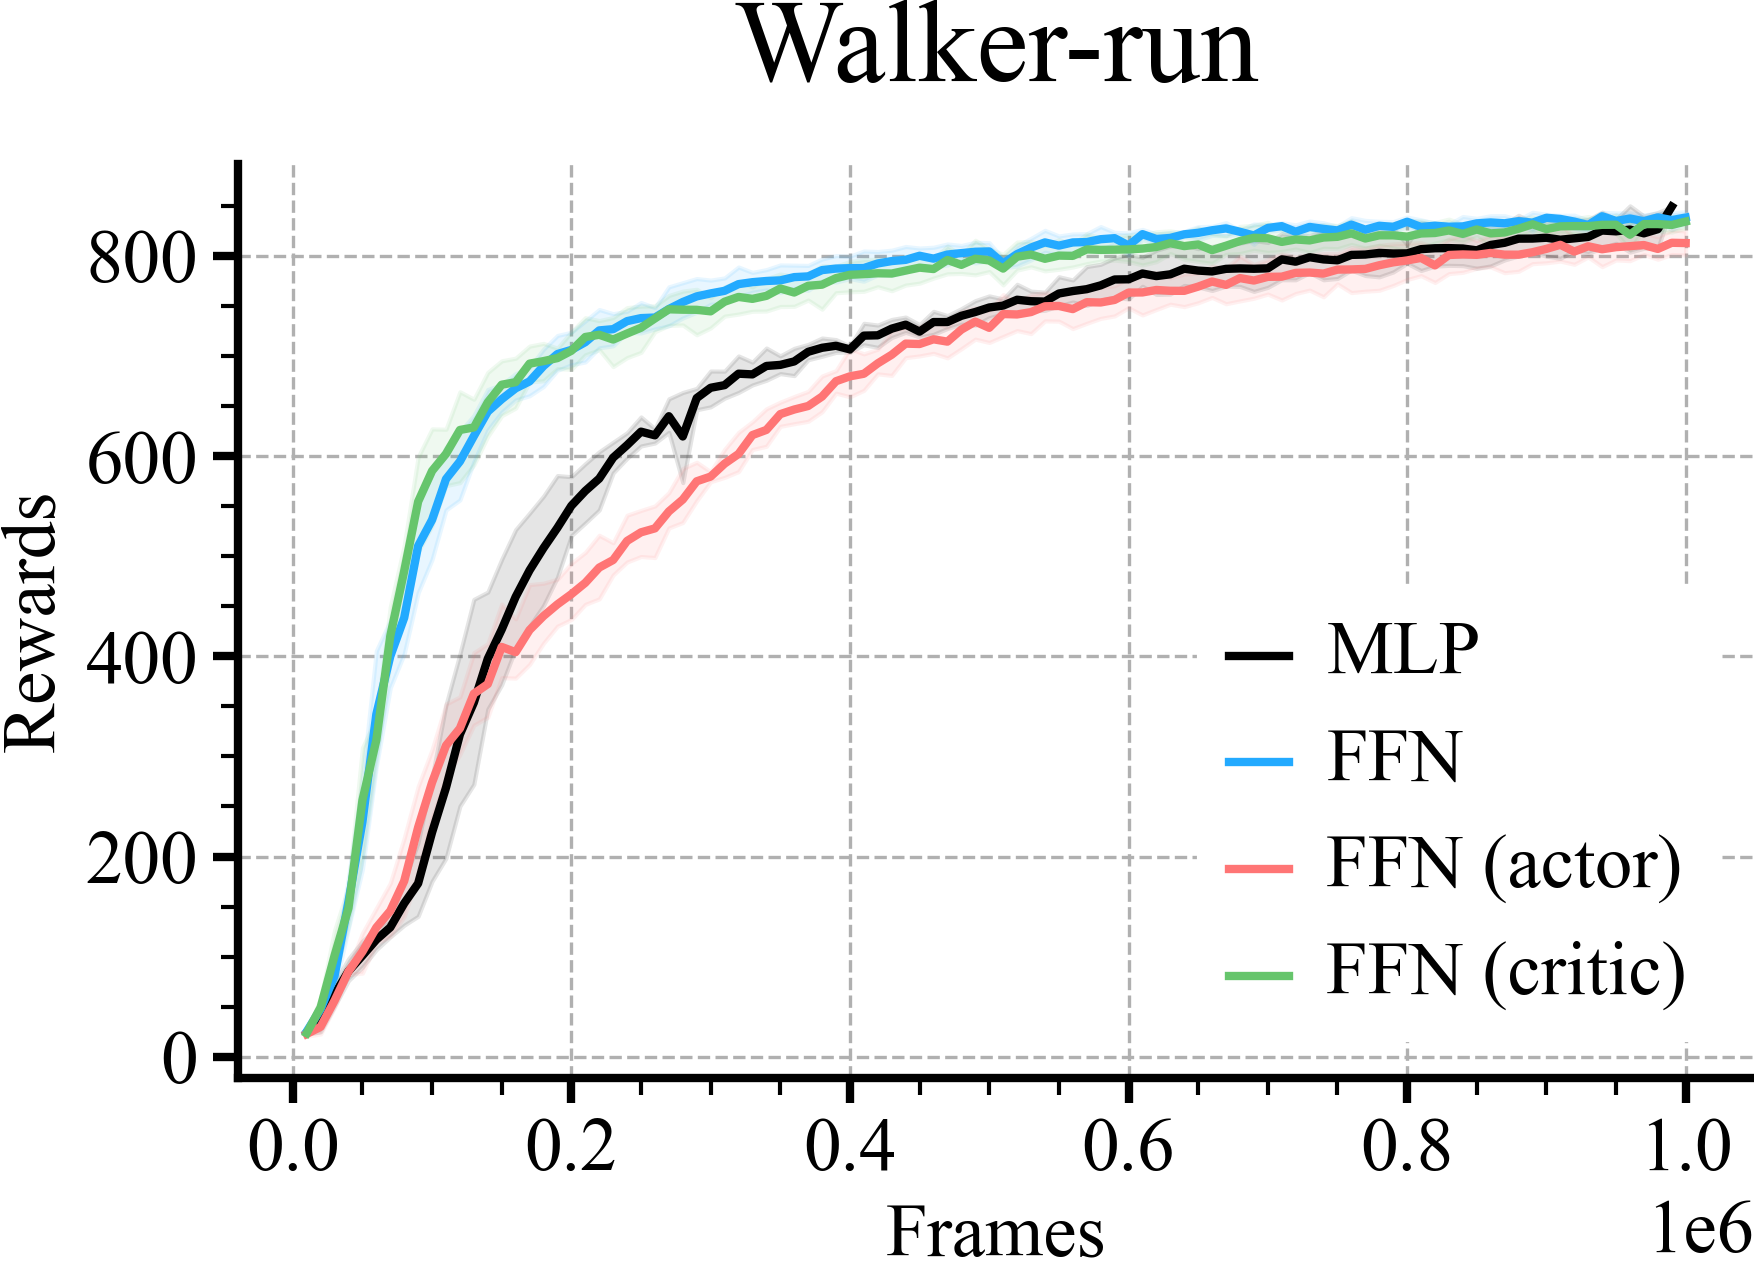 Walker-run
Rewards
800
600
400
200
0
MLP
FFN
FFN (actor)
FFN (critic)
0.0 0.2 0.4 0.6 0.8 1.0
1e6
Frames